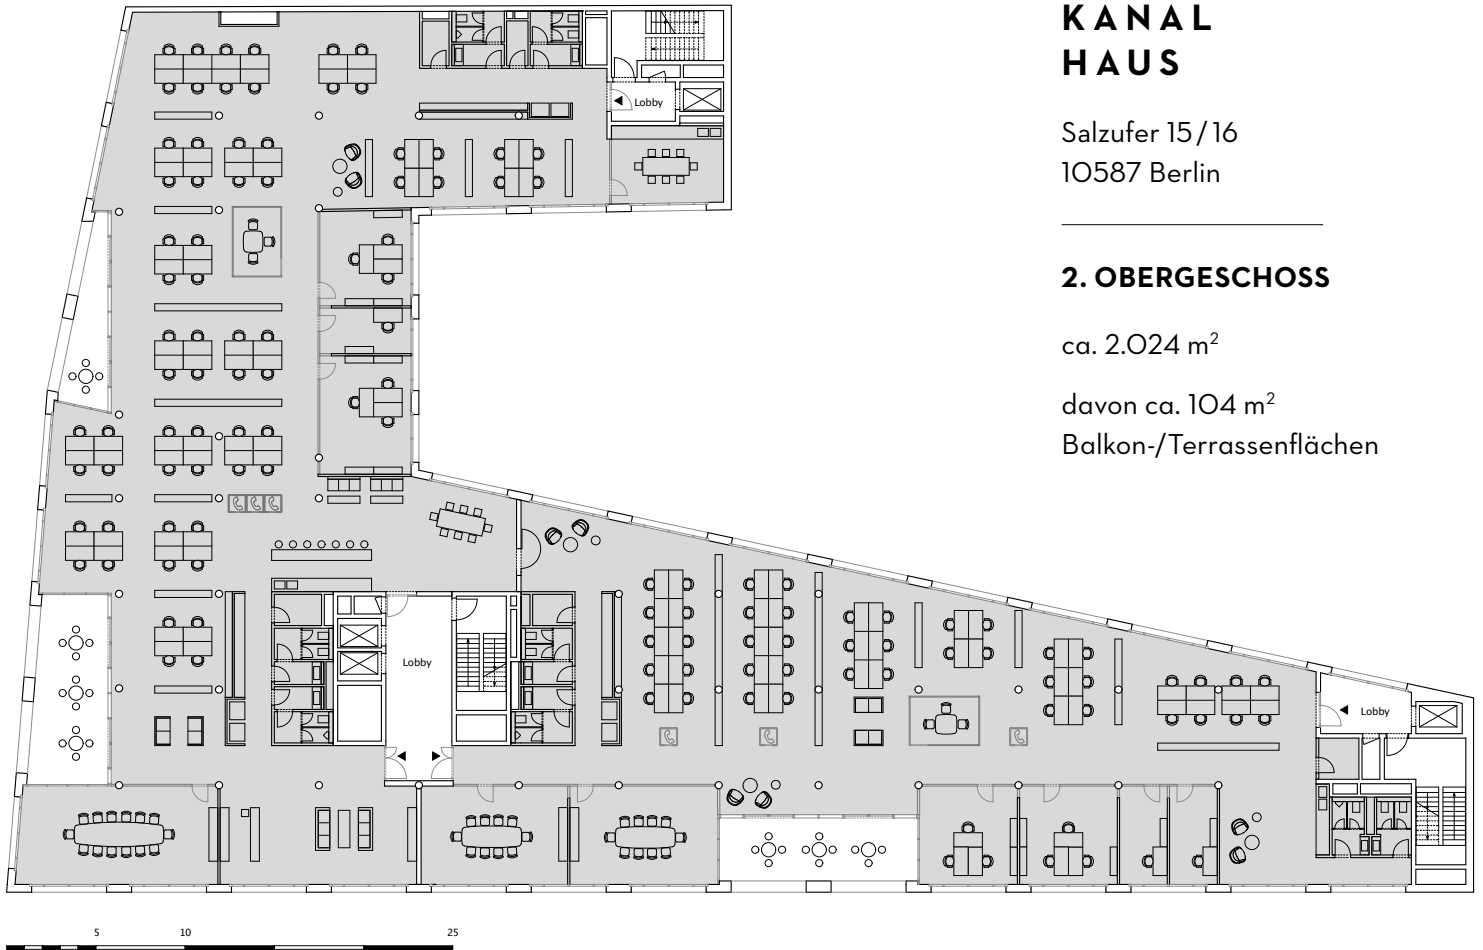 KANAL
HAUS
Salzufer 15/16
10587 Berlin
2. OBERGESCHOSS
ca. 2.024 m²
davon ca. 104 m²
Balkon-/Terrassenflächen
Lobby
Lobby
Lobby
5 10 25